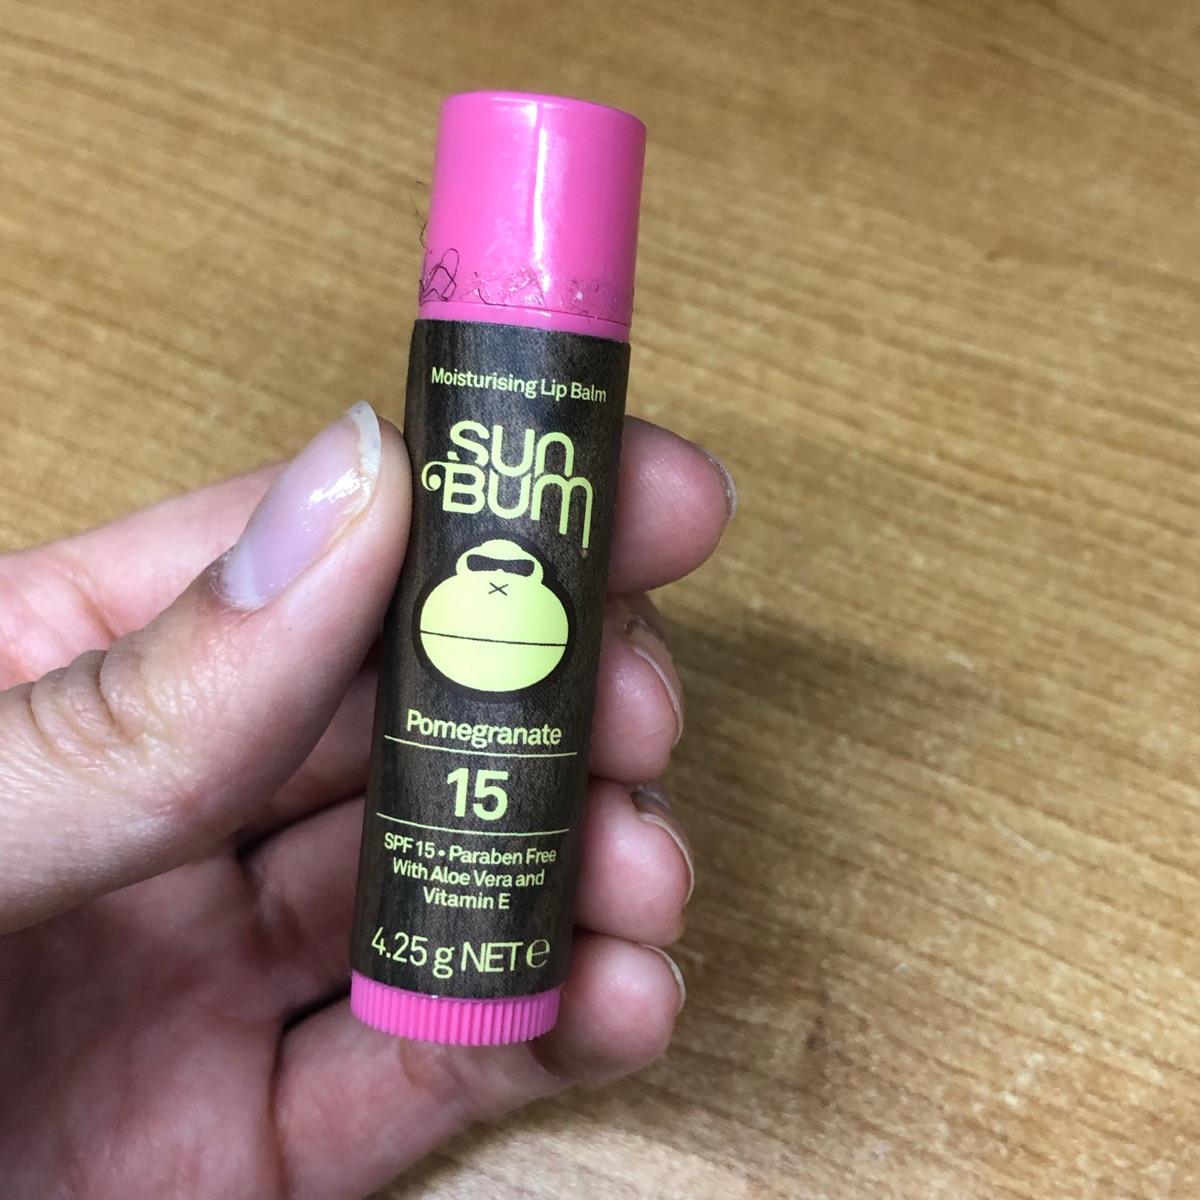 Moisturising Lip Balm
SUN
BUM
Pomegranate
15
SPF 15 • Paraben Free
With Aloe Vera and
Vitamin E
4.25 g NET ℮